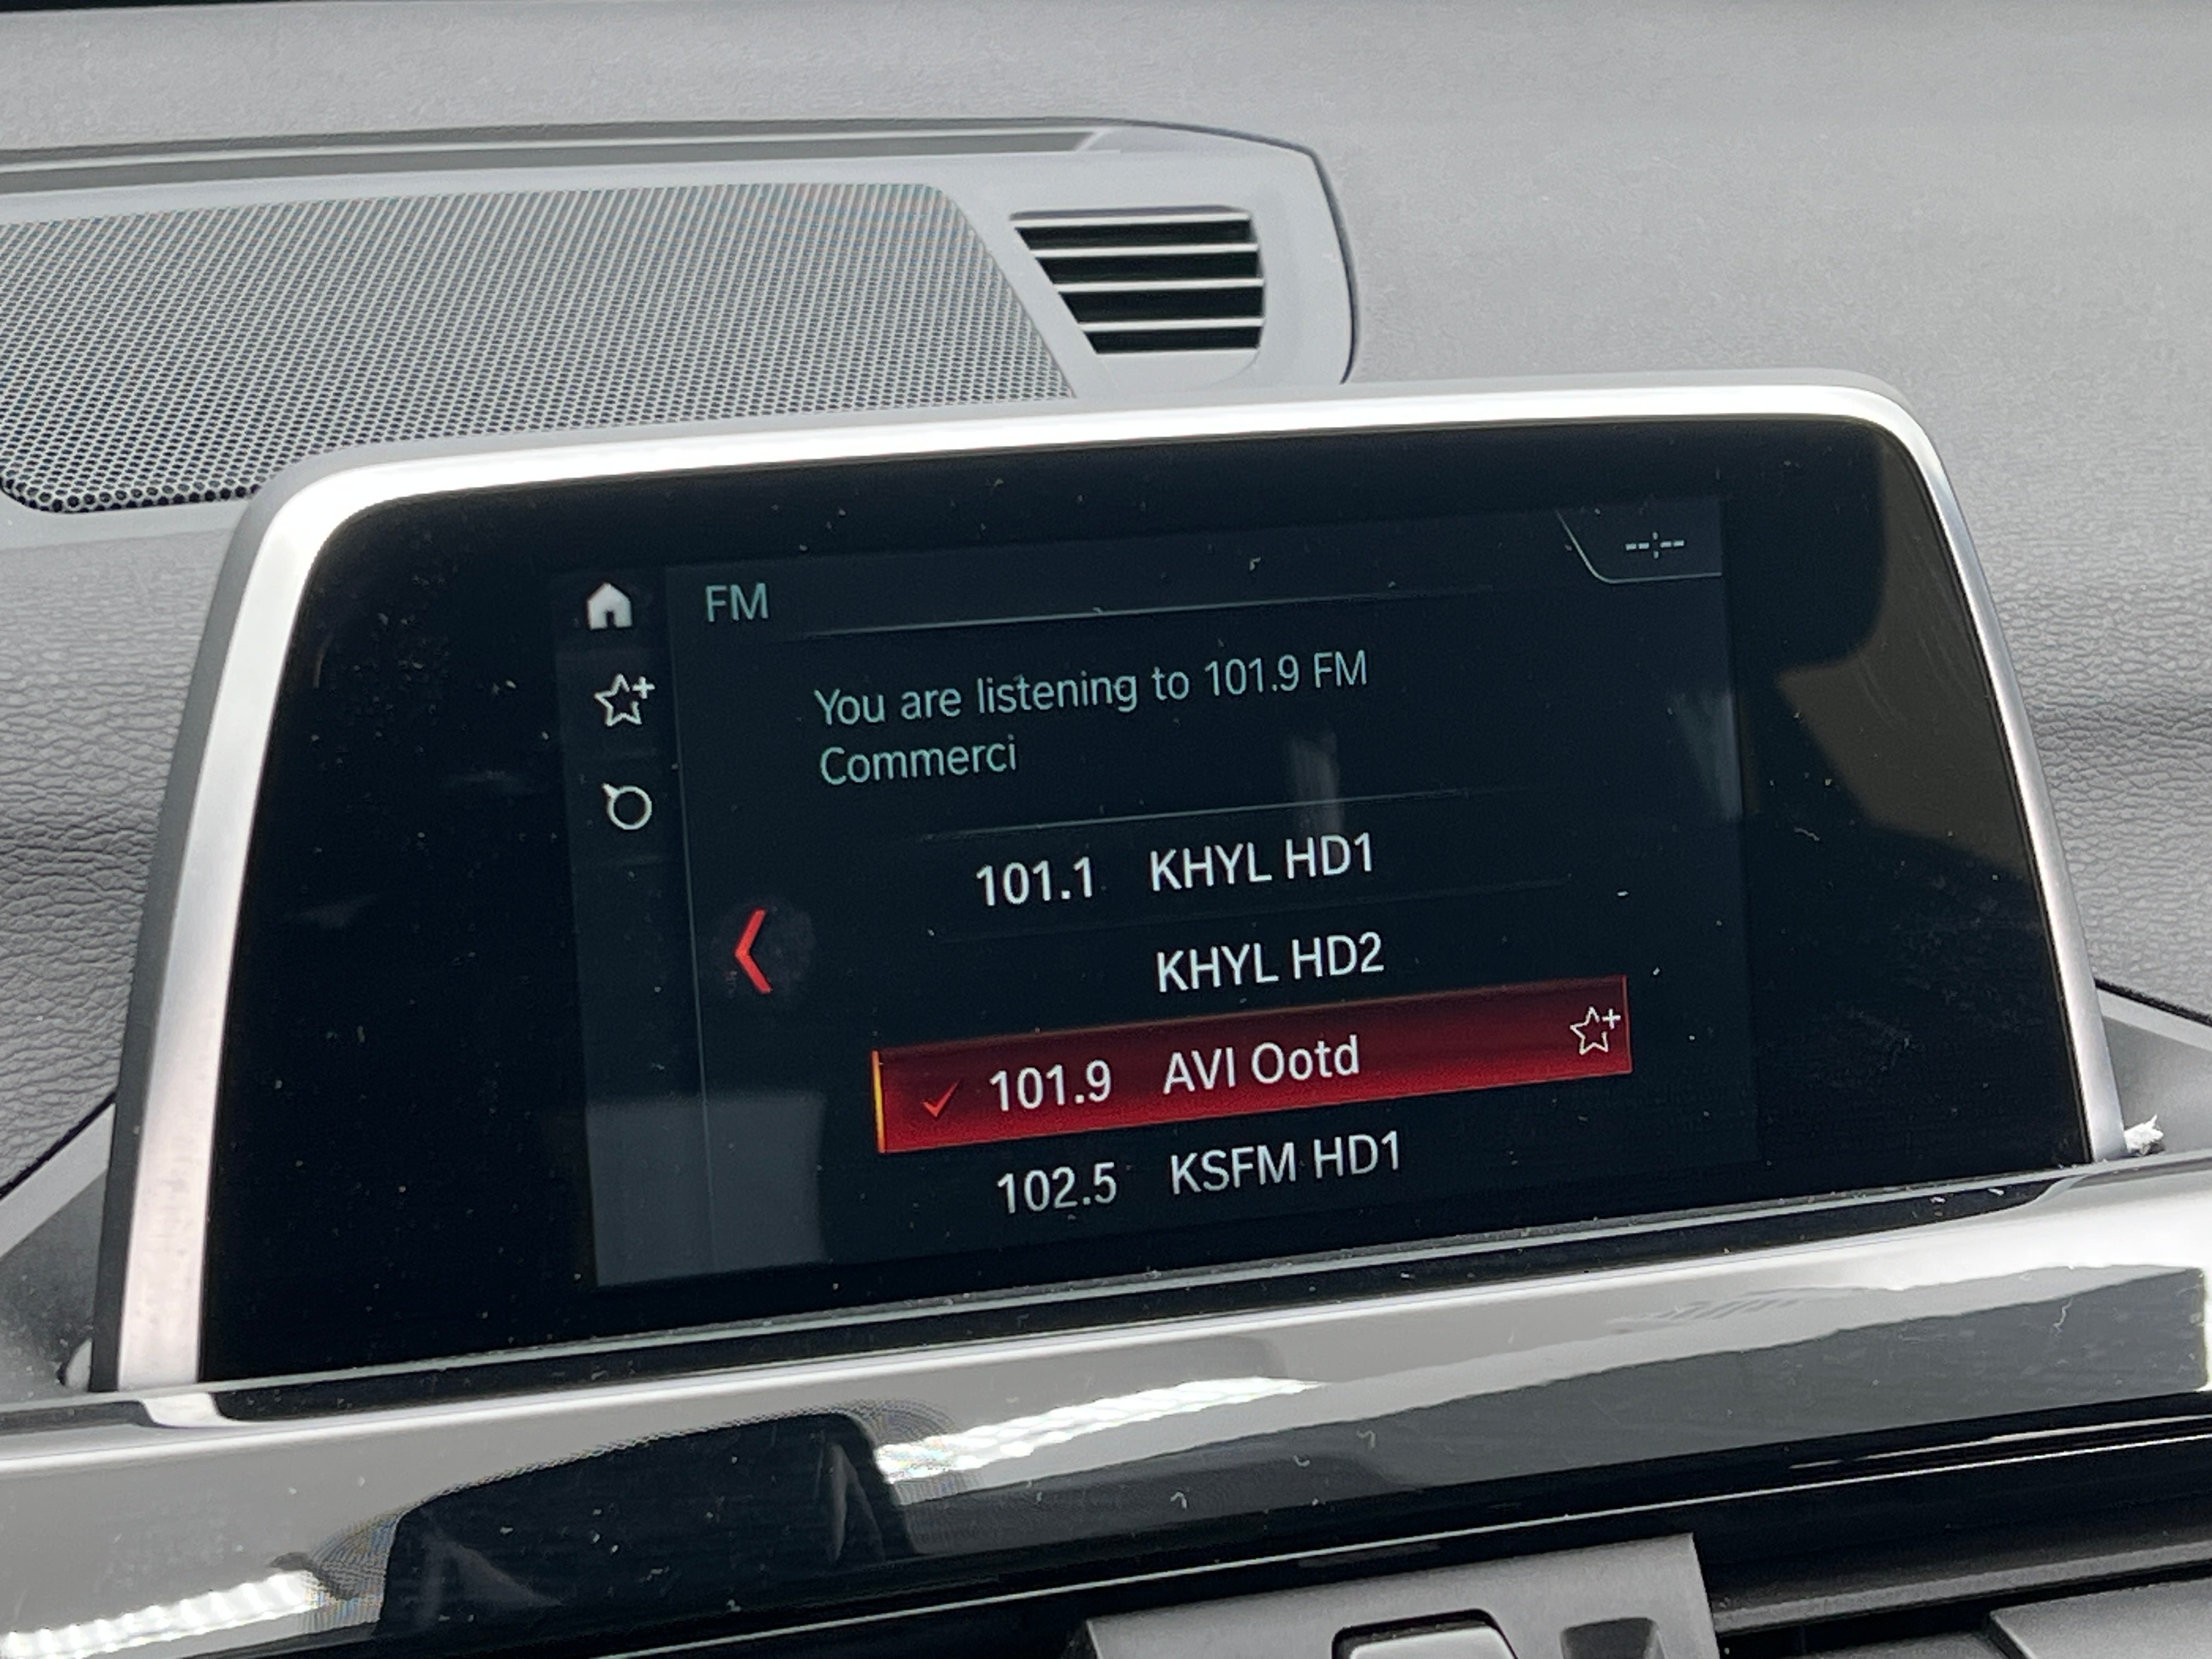 FM
--:--
You are listening to 101.9 FM
Commerci
101.1 KHYL HD1
KHYL HD2
101.9 AVI Ootd
102.5 KSFM HD1